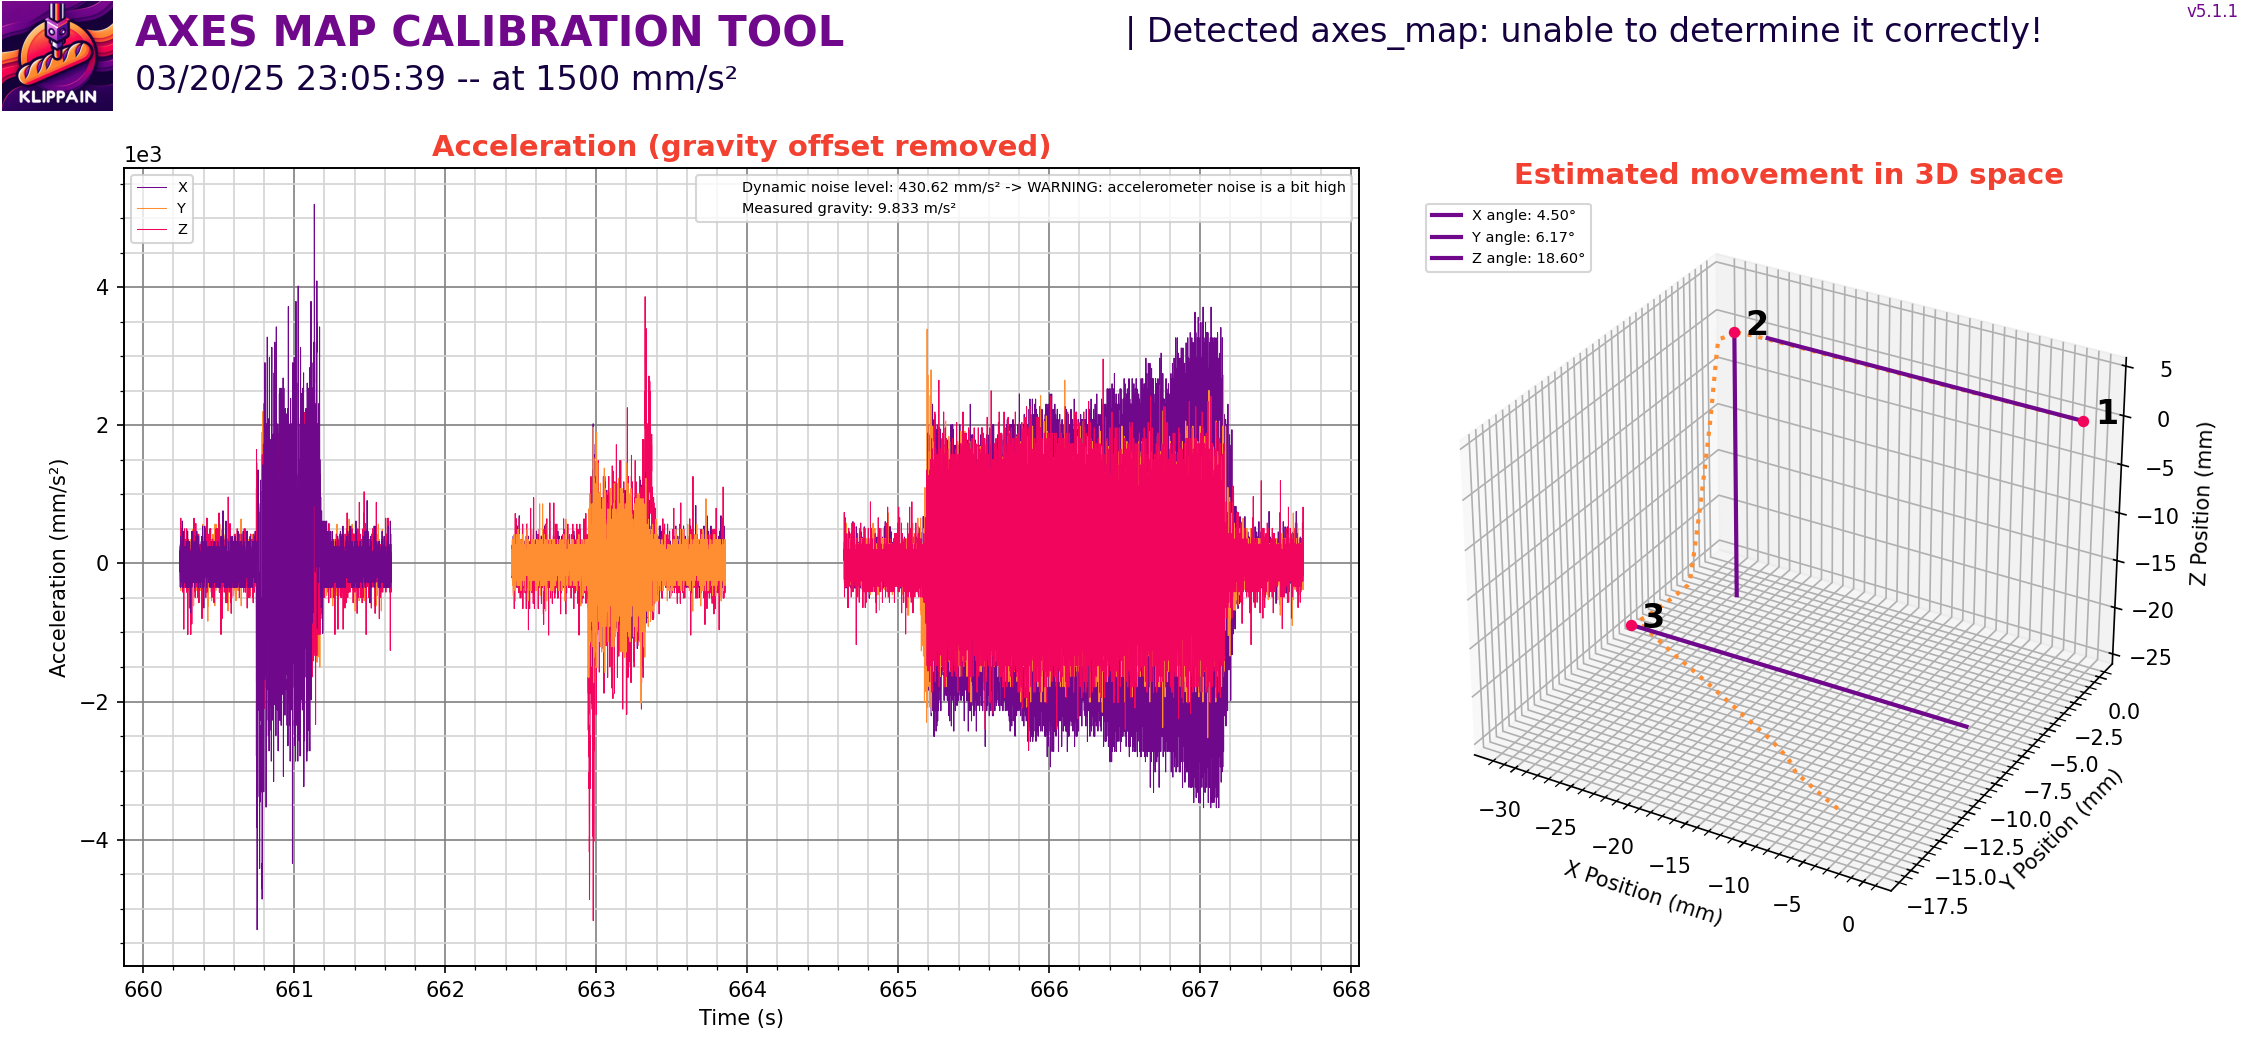 KLIPPAIN
AXES MAP CALIBRATION TOOL
| Detected axes_map: unable to determine it correctly!
v5.1.1
03/20/25 23:05:39 -- at 1500 mm/s²
Acceleration (gravity offset removed)
1e3
X
Y
Z
Dynamic noise level: 430.62 mm/s² -> WARNING: accelerometer noise is a bit high
Measured gravity: 9.833 m/s²
4
2
0
−2
−4
Acceleration (mm/s²)
660 661 662 663 664 665 666 667 668
Time (s)
Estimated movement in 3D space
X angle: 4.50°
Y angle: 6.17°
Z angle: 18.60°
2
1
3
5
0
−5
−10
−15
−20
−25
Z Position (mm)
0.0
−2.5
−5.0
−7.5
−10.0
−12.5
−15.0
−17.5
Y Position (mm)
−30
−25
−20
−15
−10
−5
0
X Position (mm)